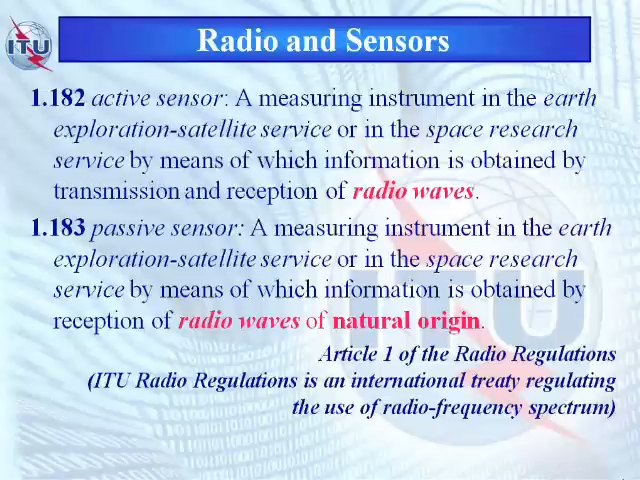 ITU
Radio and Sensors
1.182 active sensor: A measuring instrument in the earth
exploration-satellite service or in the space research
service by means of which information is obtained by
transmission and reception of radio waves.
1.183 passive sensor: A measuring instrument in the earth
exploration-satellite service or in the space research
service by means of which information is obtained by
reception of radio waves of natural origin.
Article 1 of the Radio Regulations
(ITU Radio Regulations is an international treaty regulating
the use of radio-frequency spectrum)
ITU